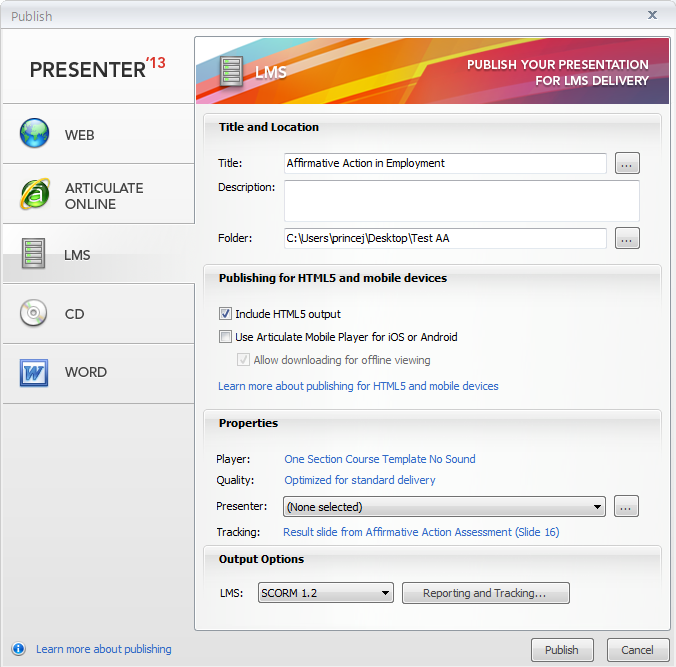 Publish
PRESENTER'13
WEB
ARTICULATE
ONLINE
LMS
CD
WORD
LMS
PUBLISH YOUR PRESENTATION
FOR LMS DELIVERY
Title and Location
Title: Affirmative Action in Employment ...
Description:
Folder: C:\Users\princej\Desktop\Test AA ...
Publishing for HTML5 and mobile devices
Include HTML5 output
Use Articulate Mobile Player for iOS or Android
Allow downloading for offline viewing
Learn more about publishing for HTML5 and mobile devices
Properties
Player: One Section Course Template No Sound
Quality: Optimized for standard delivery
Presenter: (None selected) ...
Tracking: Result slide from Affirmative Action Assessment (Slide 16)
Output Options
LMS: SCORM 1.2 Reporting and Tracking...
Learn more about publishing
Publish Cancel